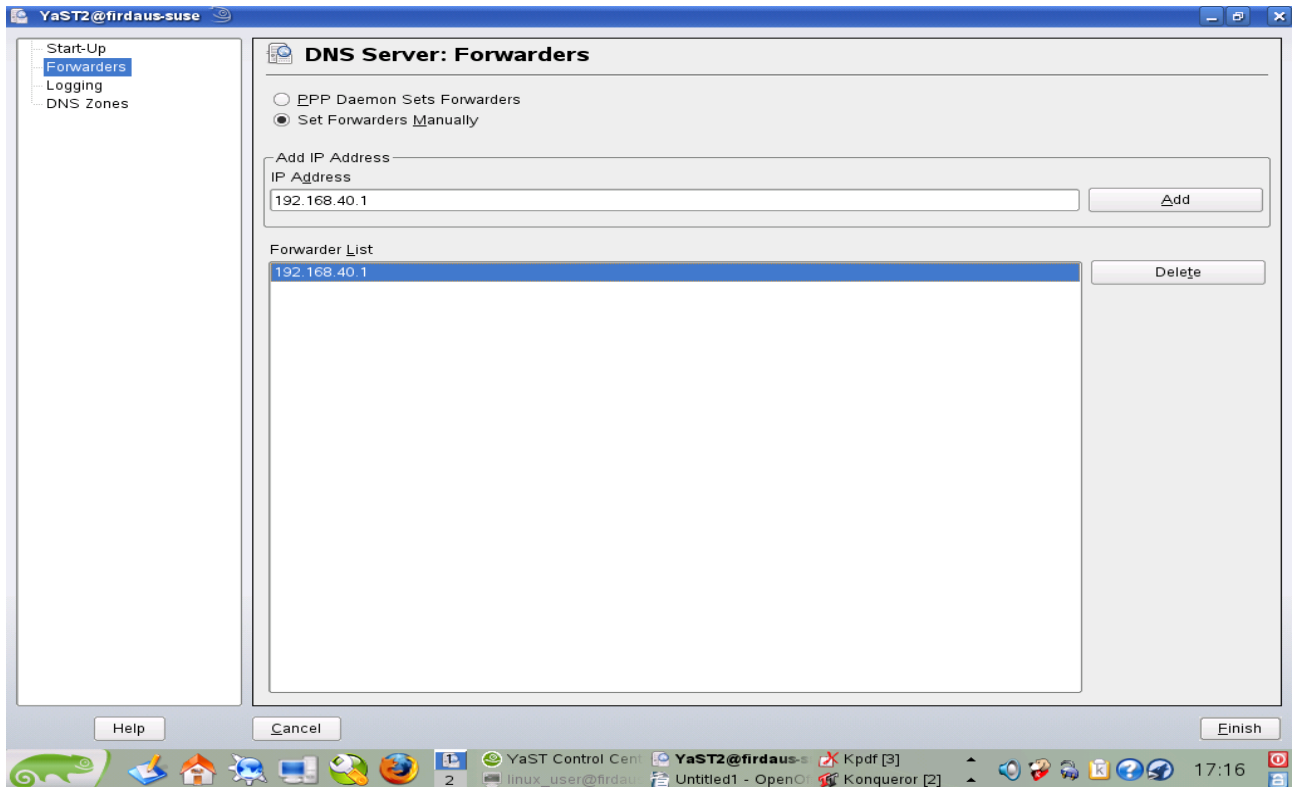 YaST2@firdaus-suse
Start-Up
Forwarders
Logging
DNS Zones
DNS Server: Forwarders
PPP Daemon Sets Forwarders
Set Forwarders Manually
Add IP Address
IP Address
192.168.40.1
Add
Forwarder List
192.168.40.1
Delete
Help
Cancel
Finish
1
2
YaST Control Cent
YaST2@firdaus-s
Kpdf [3]
linux_user@firdau
Untitled1 - OpenO
Konqueror [2]
17:16